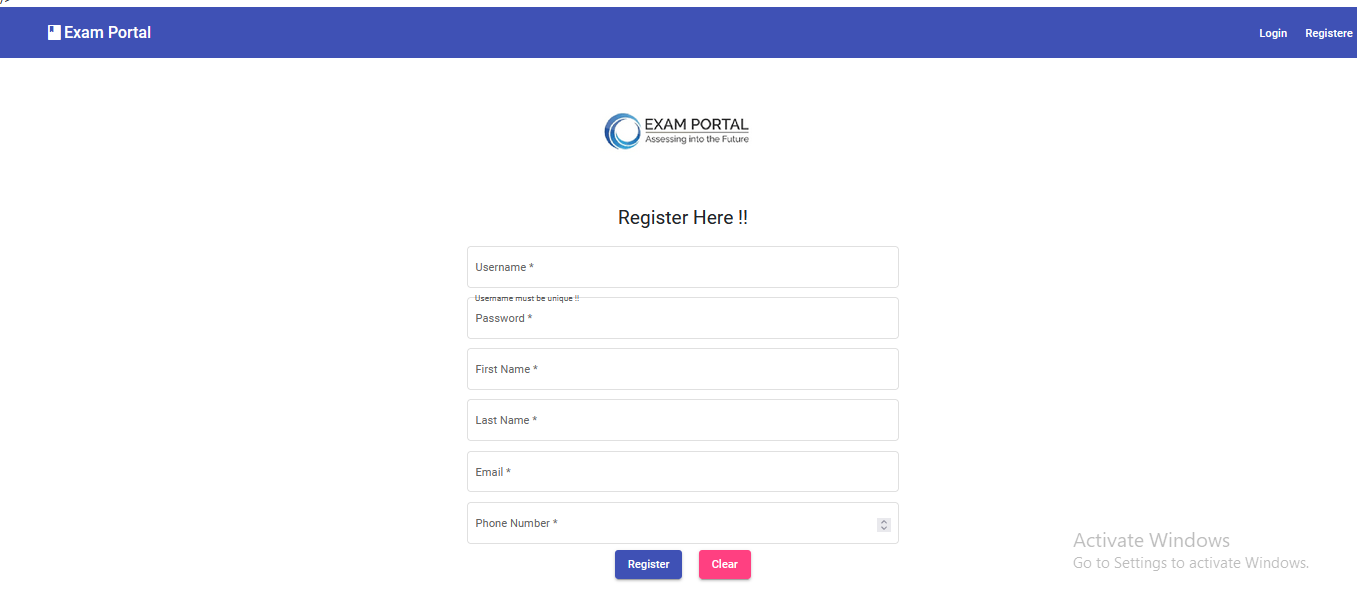 Exam Portal
Login Registere
EXAM PORTAL
Assessing into the Future
Register Here !!
Username *
Username must be unique !!
Password *
First Name *
Last Name *
Email *
Phone Number *
Register Clear
Activate Windows
Go to Settings to activate Windows.